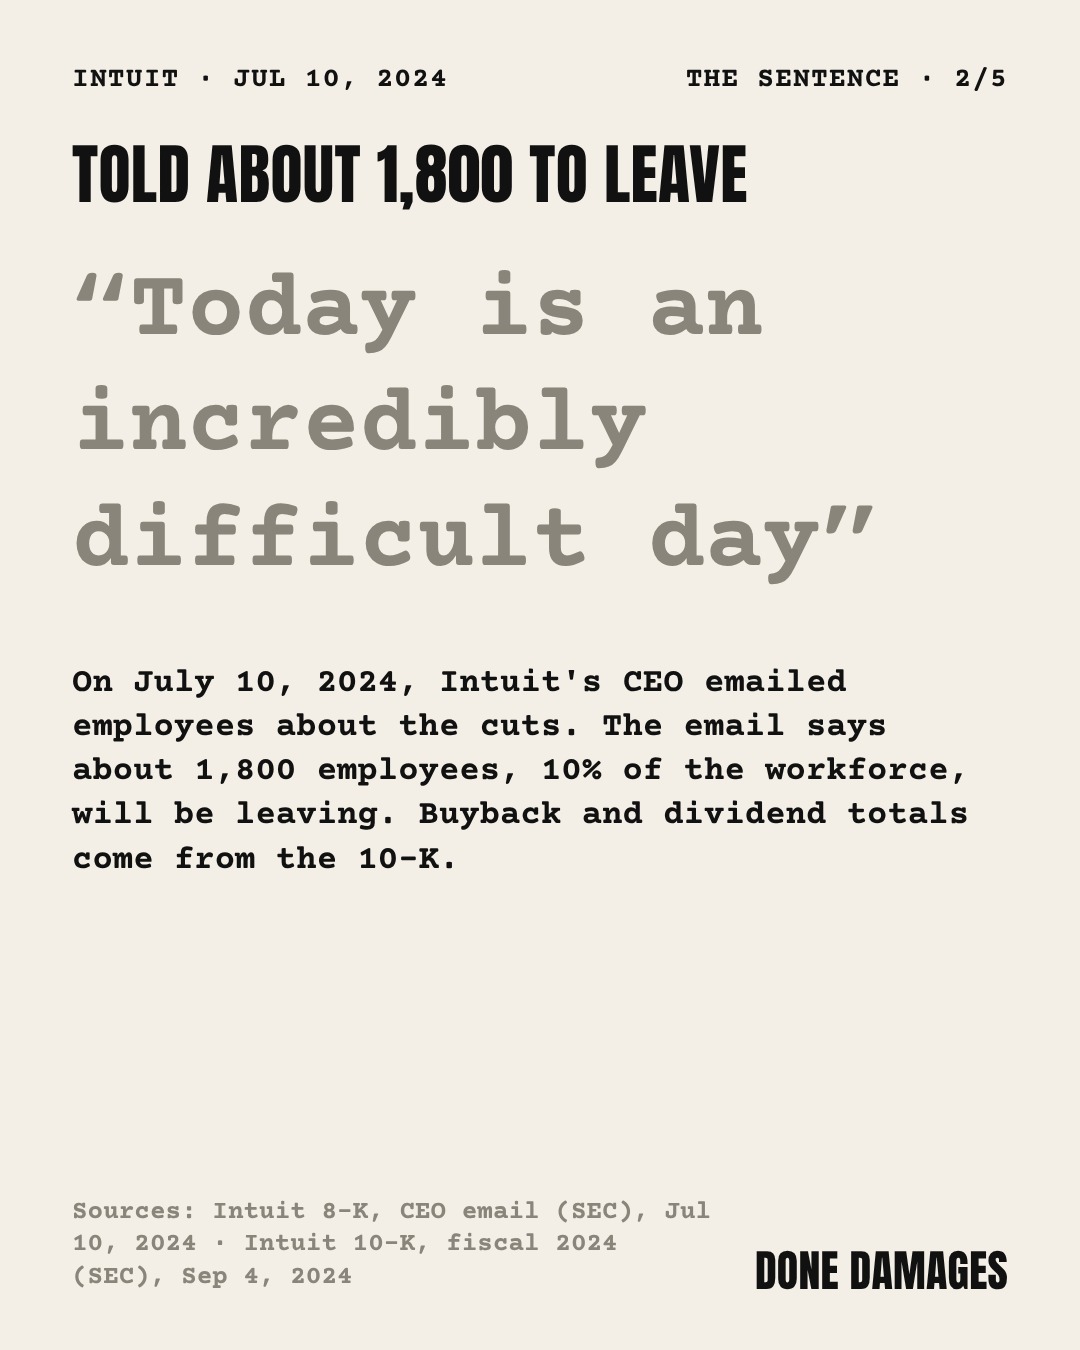 INTUIT · JUL 10, 2024
THE SENTENCE · 2/5
TOLD ABOUT 1,800 TO LEAVE
“Today is an
incredibly
difficult day”
On July 10, 2024, Intuit's CEO emailed
employees about the cuts. The email says
about 1,800 employees, 10% of the workforce,
will be leaving. Buyback and dividend totals
come from the 10-K.
Sources: Intuit 8-K, CEO email (SEC), Jul
10, 2024 · Intuit 10-K, fiscal 2024
(SEC), Sep 4, 2024
DONE DAMAGES